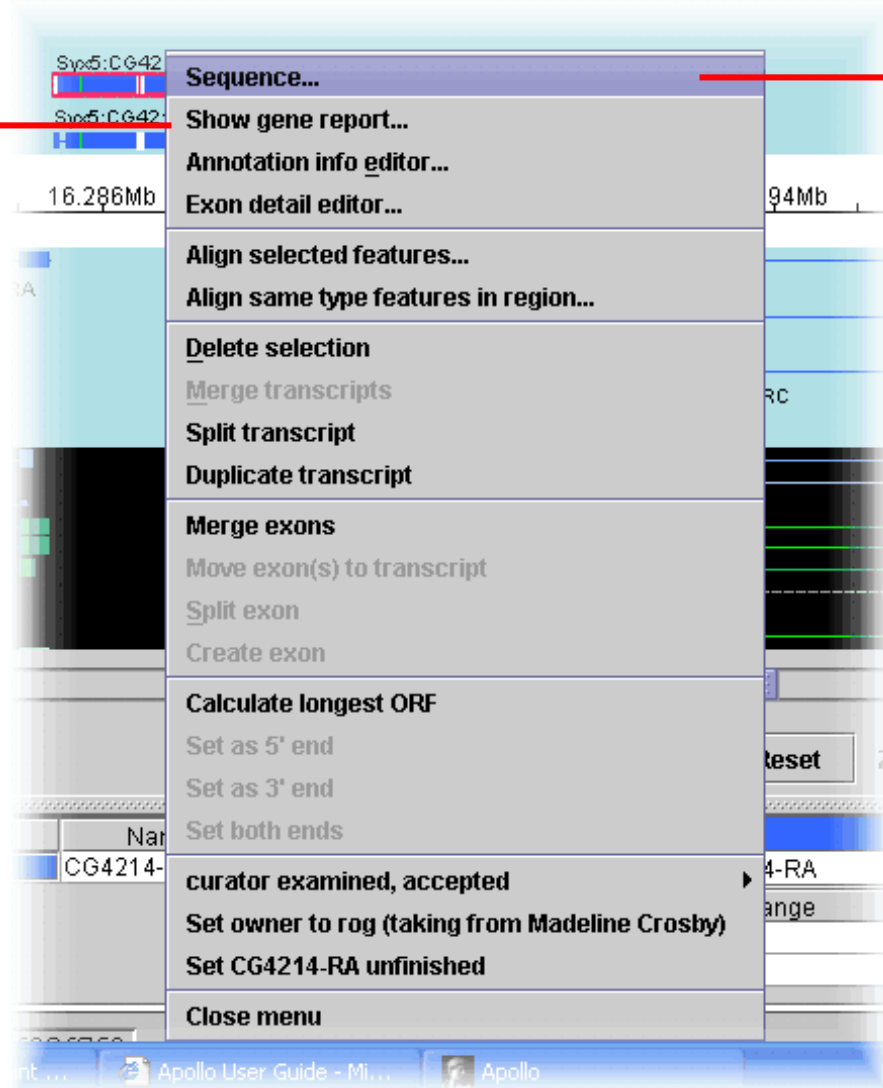 Syx5:CG42
Sequence...
Syx5:CG42
Show gene report...
Annotation info editor...
16.286Mb
94Mb
Exon detail editor...
Align selected features...
RA
Align same type features in region...
Delete selection
Merge transcripts
RC
Split transcript
Duplicate transcript
Merge exons
Move exon(s) to transcript
Split exon
Create exon
Calculate longest ORF
Set as 5' end
Reset
Set as 3' end
Set both ends
Nar
CG4214-
curator examined, accepted
4-RA
ange
Set owner to rog (taking from Madeline Crosby)
Set CG4214-RA unfinished
Close menu
nt ...
Apollo User Guide - Mi...
Apollo